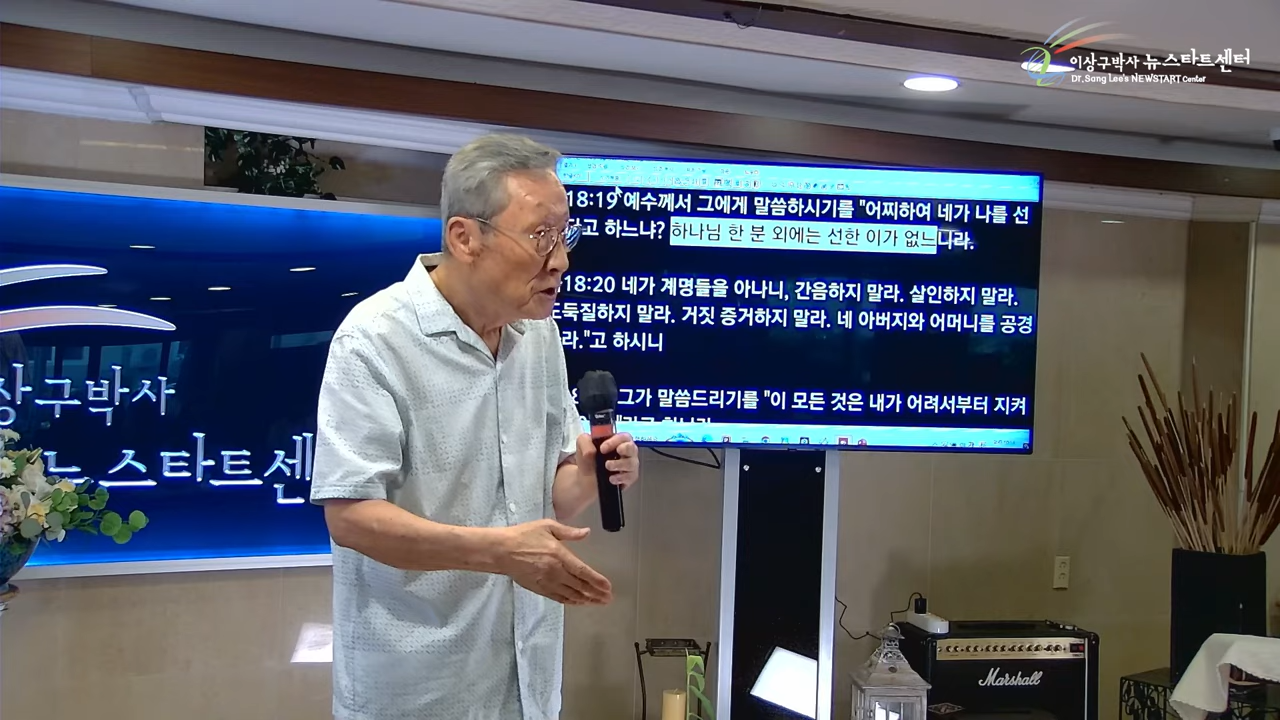 이상구박사 뉴스타트센터
Dr. Sang Lee's NEWSTART Center
18:19 예수께서 그에게 말씀하시기를 "어찌하여 네가 나를 선
고 하느냐? 하나님 한 분 외에는 선한 이가 없느니라.
18:20 네가 계명들을 아나니, 간음하지 말라. 살인하지 말라.
도둑질하지 말라. 거짓 증거하지 말라. 네 아버지와 어머니를 공경
라."고 하시니
그가 말씀드리기를 "이 모든 것은 내가 어려서부터 지켜
상구박사
뉴스타트센
Marshall